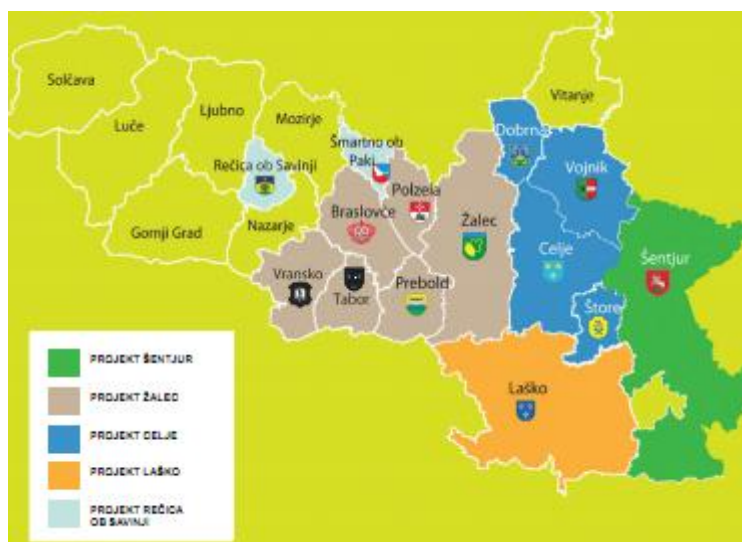 Solčava
Luče
Ljubno
Mozirje
Rečica ob Savinji
Šmartno ob
Paki
Gornji Grad
Nazarje
Braslovče
Polzela
Vransko
Tabor
Prebold
Žalec
Vitanje
Dobrna
Vojnik
Celje
Šentjur
Štore
Laško
PROJEKT ŠENTJUR
PROJEKT ŽALEC
PROJEKT CELJE
PROJEKT LAŠKO
PROJEKT REČICA
OB SAVINJI